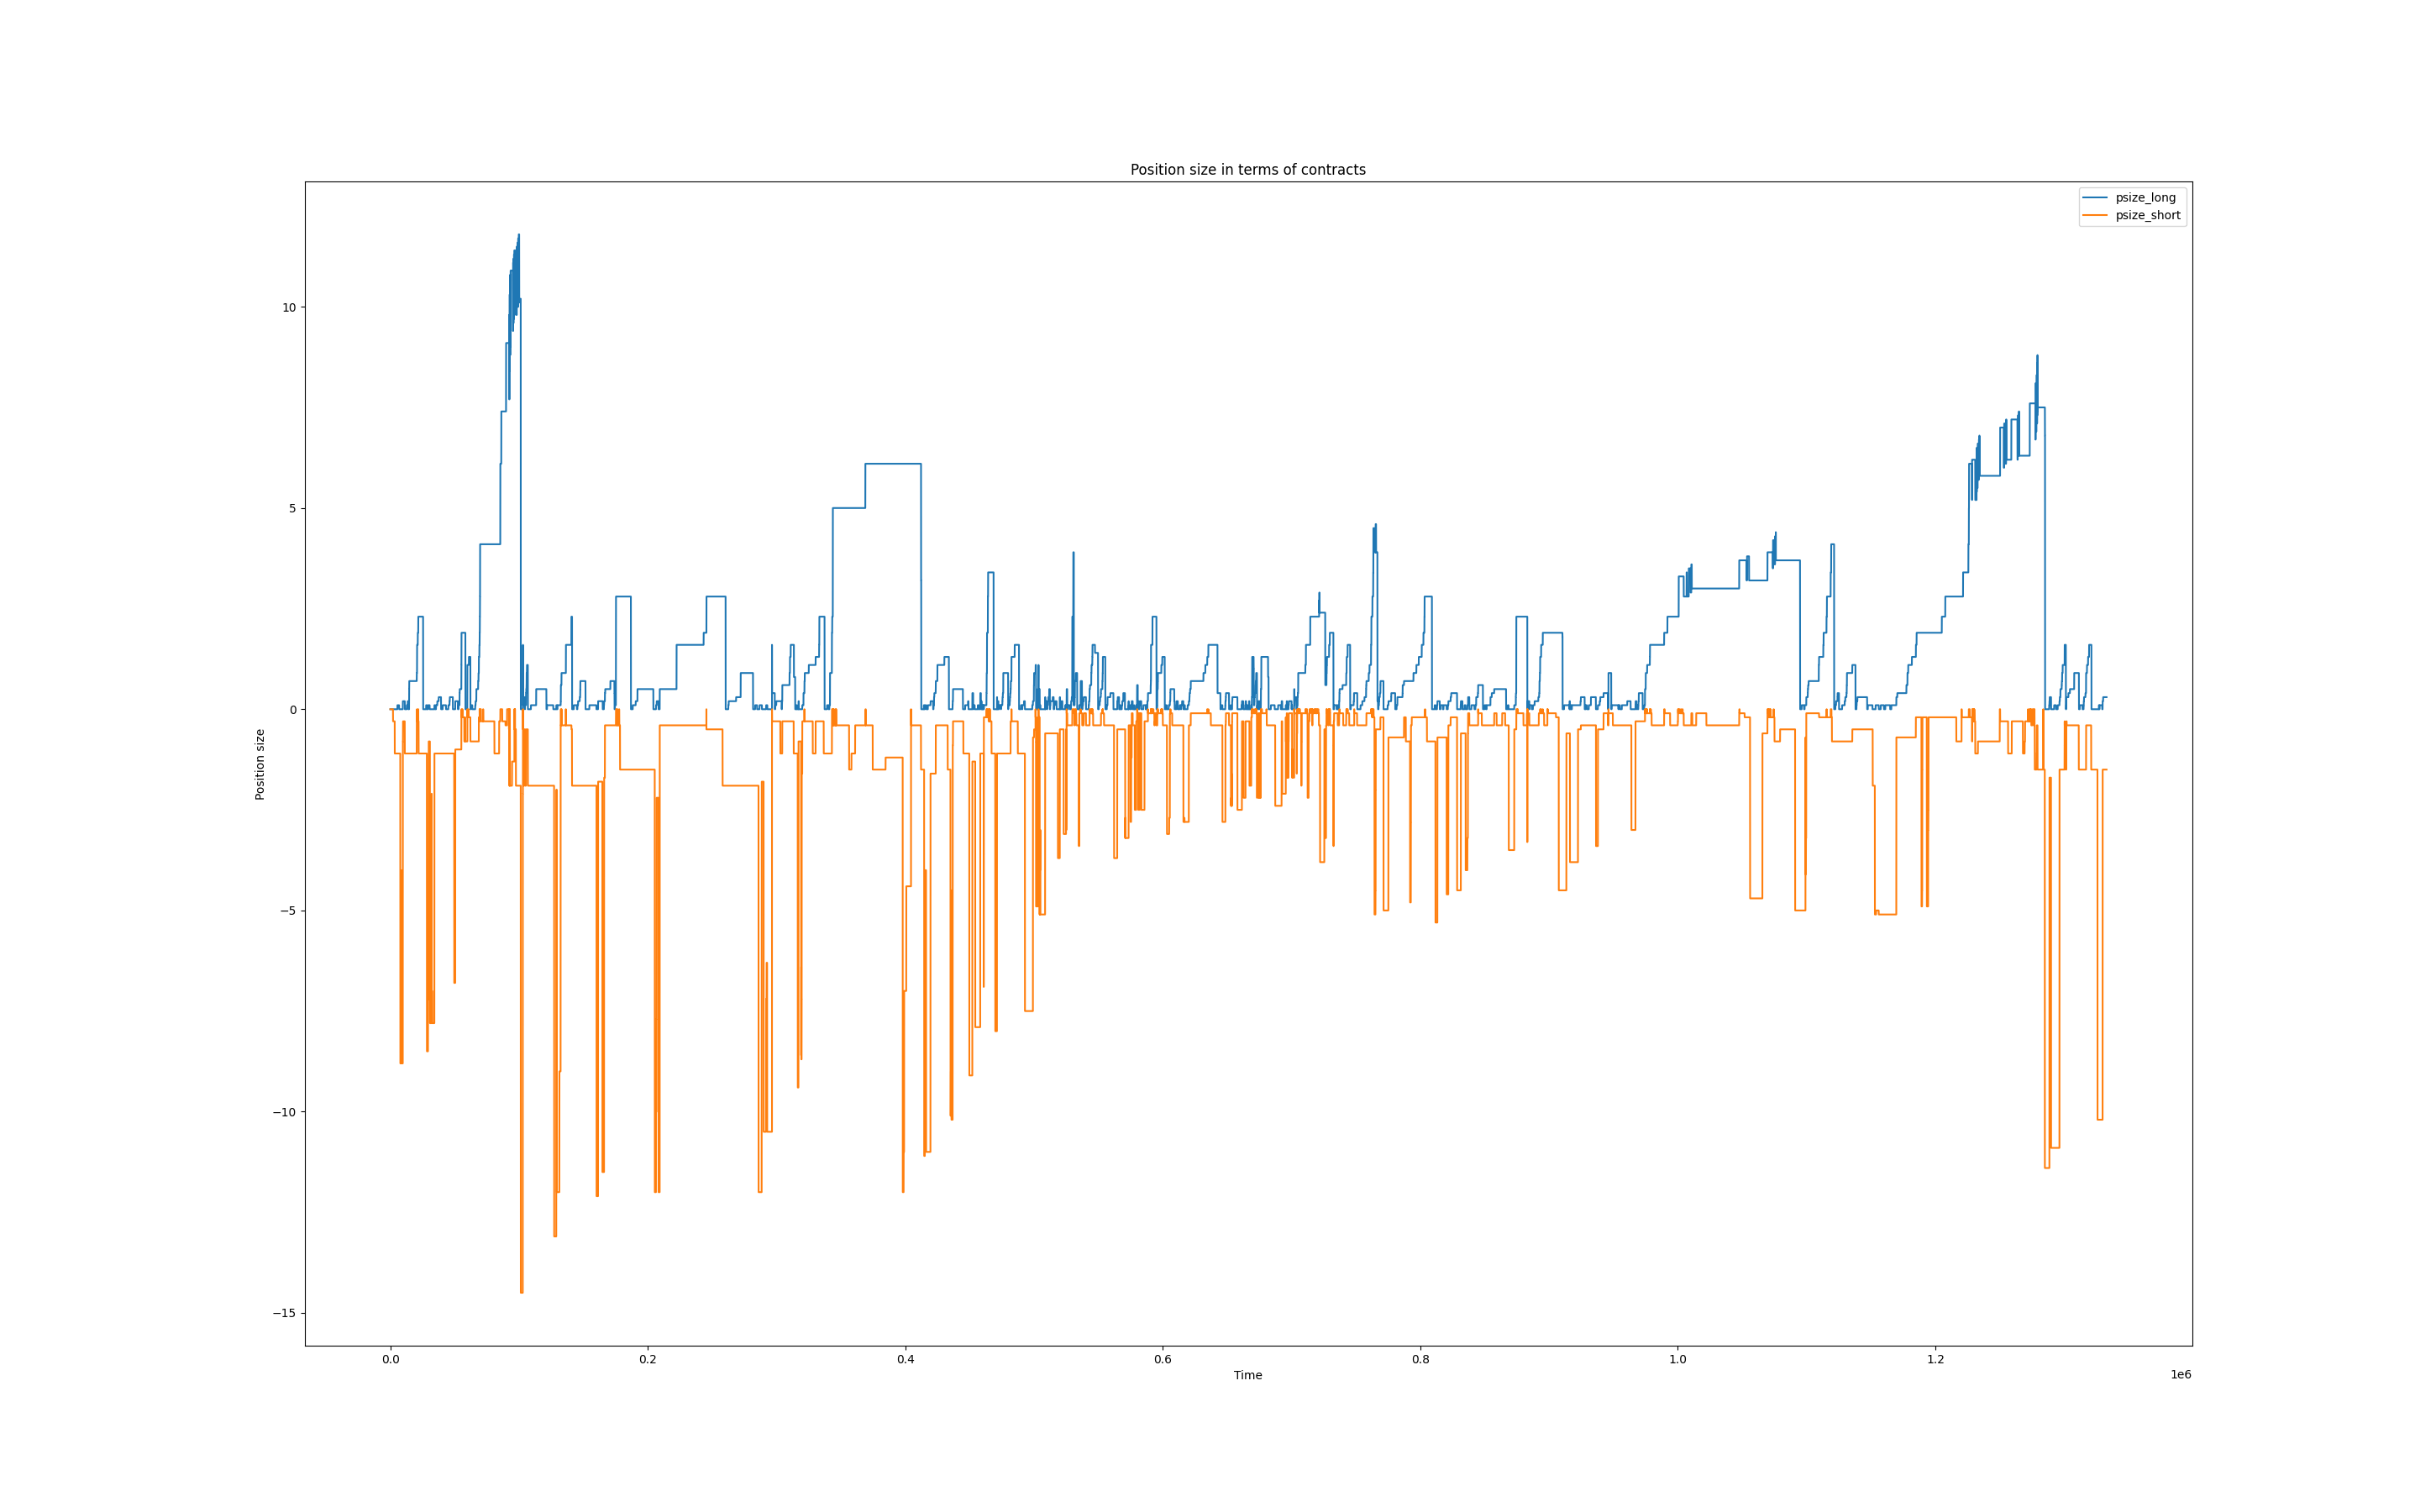 Position size in terms of contracts
psize_long
psize_short
10
5
0
−5
−10
−15
Position size
0.0
0.2
0.4
0.6
0.8
1.0
1.2
1e6
Time